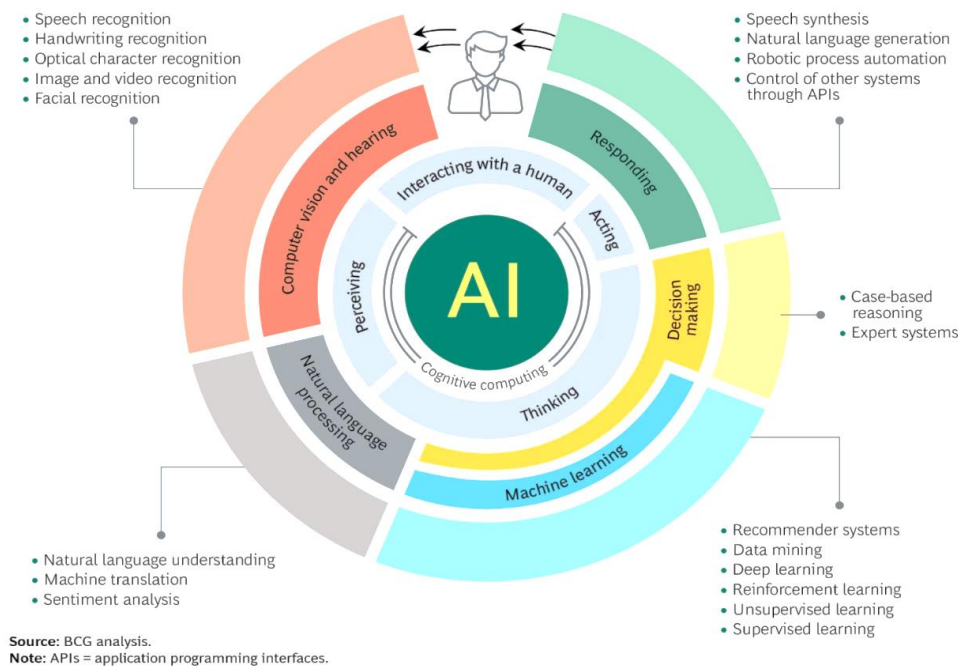 • Speech recognition
• Handwriting recognition
• Optical character recognition
• Image and video recognition
• Facial recognition
• Speech synthesis
• Natural language generation
• Robotic process automation
• Control of other systems
through APIs
Computer vision and hearing
Interacting with a human
Responding
Perceiving
Acting
AI
Cognitive computing
Thinking
Decision
making
• Case-based
reasoning
• Expert systems
Natural language
processing
Machine learning
• Natural language understanding
• Machine translation
• Sentiment analysis
• Recommender systems
• Data mining
• Deep learning
• Reinforcement learning
• Unsupervised learning
• Supervised learning
Source: BCG analysis.
Note: APIs = application programming interfaces.